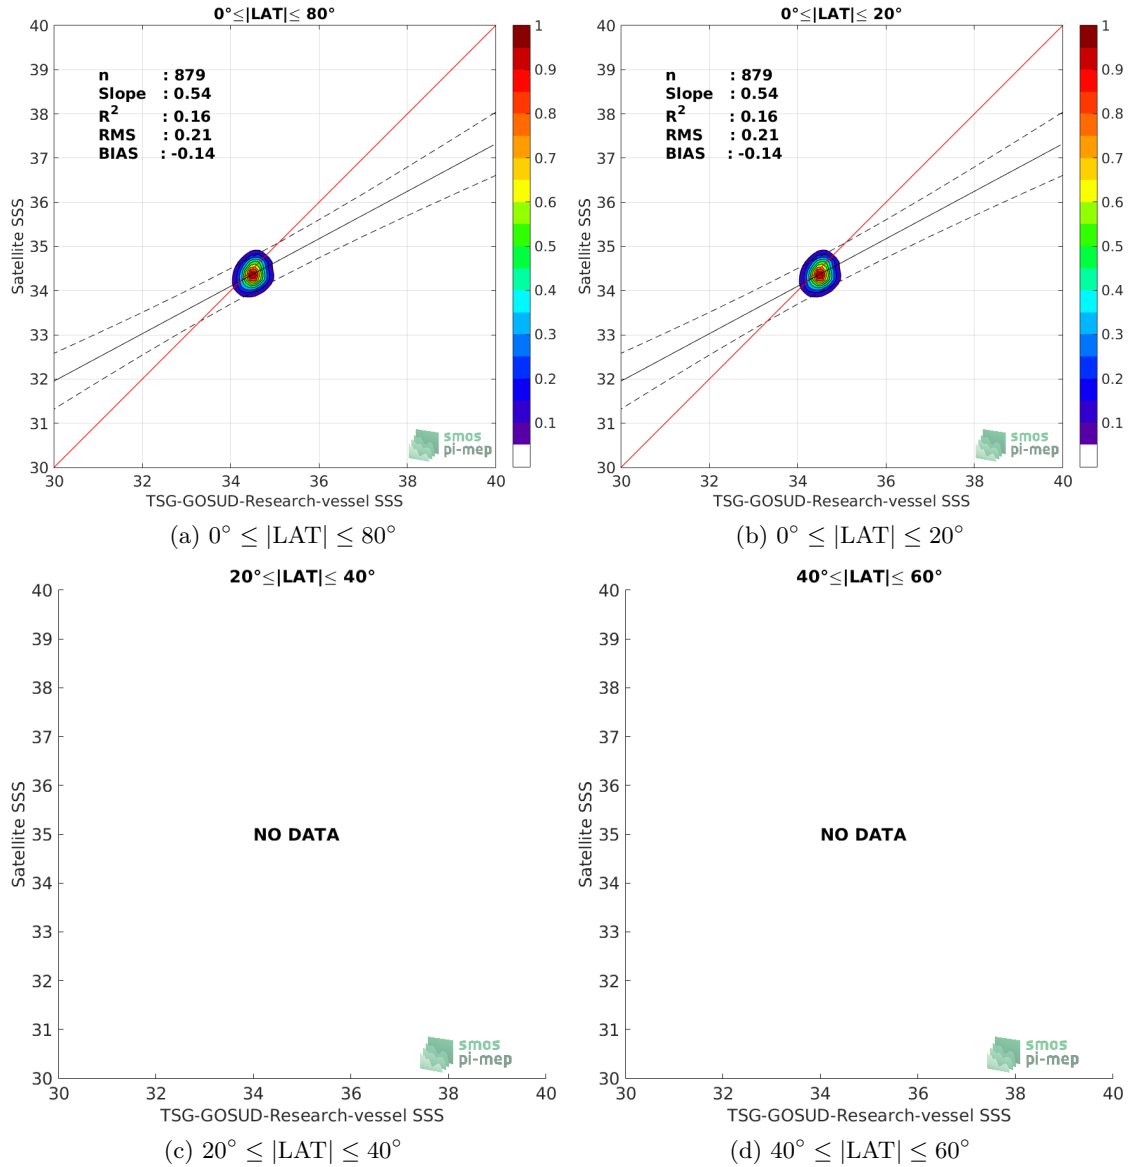 0°≤|LAT|≤ 80°
40
39
38
37
36
35
34
33
32
31
30
Satellite SSS
n : 879
Slope : 0.54
R² : 0.16
RMS : 0.21
BIAS : -0.14
smos
pi-mep
30 32 34 36 38 40
TSG-GOSUD-Research-vessel SSS
1
0.9
0.8
0.7
0.6
0.5
0.4
0.3
0.2
0.1
(a) 0° ≤ |LAT| ≤ 80°
0°≤|LAT|≤ 20°
40
39
38
37
36
35
34
33
32
31
30
Satellite SSS
n : 879
Slope : 0.54
R² : 0.16
RMS : 0.21
BIAS : -0.14
smos
pi-mep
30 32 34 36 38 40
TSG-GOSUD-Research-vessel SSS
1
0.9
0.8
0.7
0.6
0.5
0.4
0.3
0.2
0.1
(b) 0° ≤ |LAT| ≤ 20°
20°≤|LAT|≤ 40°
40
39
38
37
36
35
34
33
32
31
30
Satellite SSS
NO DATA
smos
pi-mep
30 32 34 36 38 40
TSG-GOSUD-Research-vessel SSS
(c) 20° ≤ |LAT| ≤ 40°
40°≤|LAT|≤ 60°
40
39
38
37
36
35
34
33
32
31
30
Satellite SSS
NO DATA
smos
pi-mep
30 32 34 36 38 40
TSG-GOSUD-Research-vessel SSS
(d) 40° ≤ |LAT| ≤ 60°